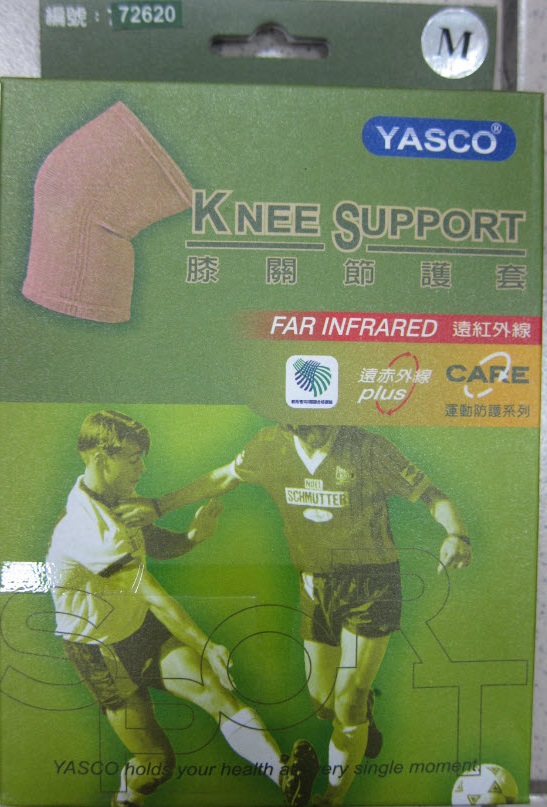 編號：72620
M
YASCO®
KNEE SUPPORT
膝關節護套
FAR INFRARED 遠紅外線
遠赤外線
plus
CARE
運動防護系列
NOEL
SCHMUTTER
SPORT
YASCO holds your health at every single moment